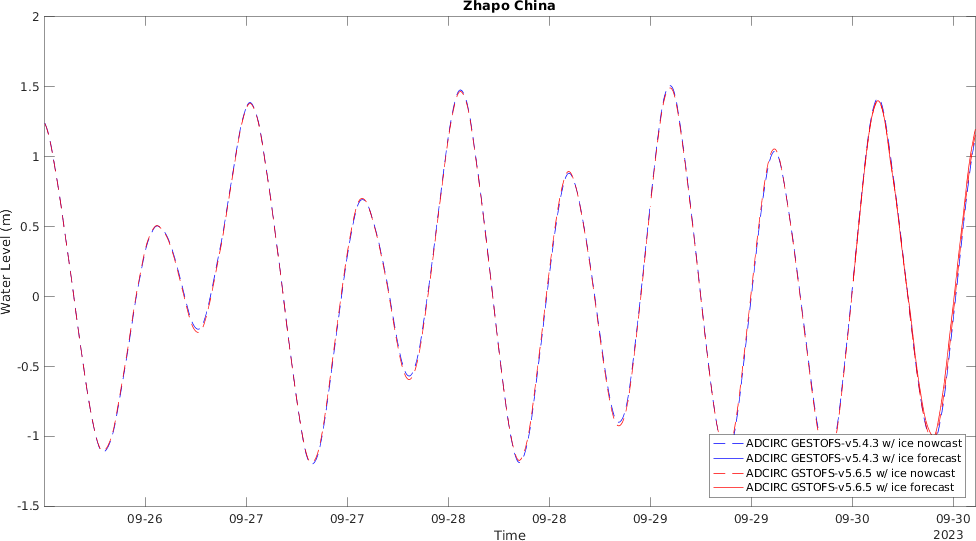 Zhapo China
2
1.5
1
0.5
0
-0.5
-1
-1.5
Water Level (m)
ADCIRC GESTOFS-v5.4.3 w/ ice nowcast
ADCIRC GESTOFS-v5.4.3 w/ ice forecast
ADCIRC GSTOFS-v5.6.5 w/ ice nowcast
ADCIRC GSTOFS-v5.6.5 w/ ice forecast
09-26 09-27 09-27 09-28 09-28 09-29 09-29 09-30 09-30
2023
Time